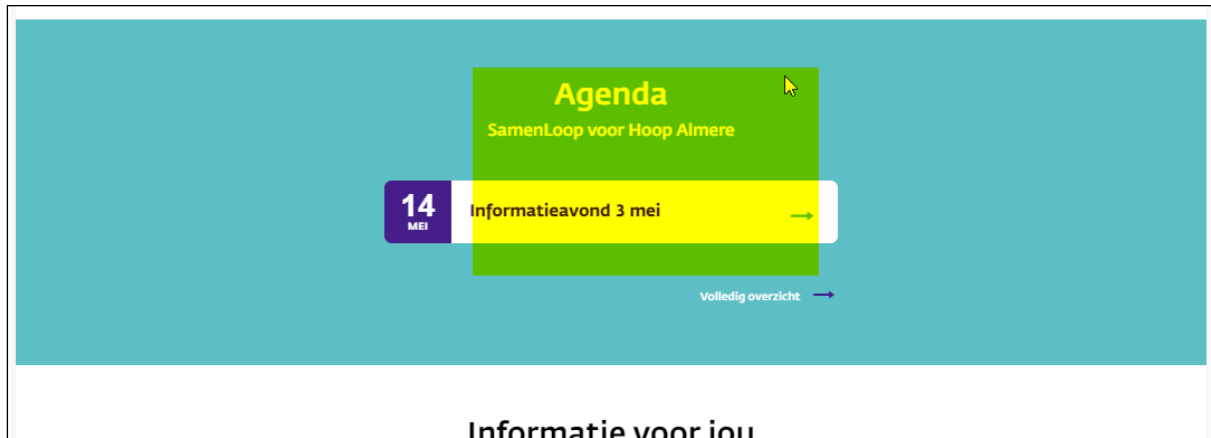 Agenda
SamenLoop voor Hoop Almere
14
MEI
Informatieavond 3 mei
Volledig overzicht
Informatie voor jou